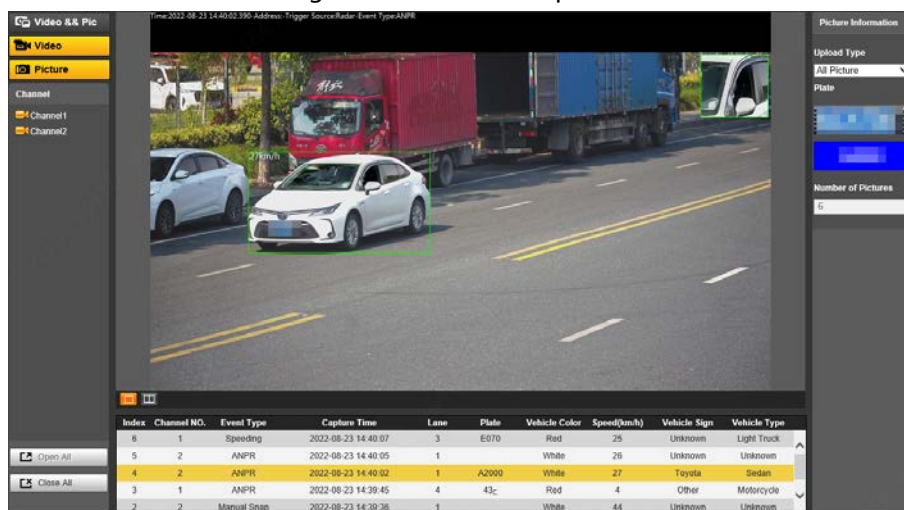 Video && Pic
Video
Picture
Channel
Channel1
Channel2
Open All
Close All
Time:2022-08-23 14:40:02.390-Address:-Trigger Source:Radar-Event Type:ANPR
27km/h
Index Channel NO. Event Type Capture Time Lane Plate Vehicle Color Speed(km/h) Vehicle Sign Vehicle Type
6 1 Speeding 2022-08-23 14:40:07 3 E070 Red 25 Unknown Light Truck
5 2 ANPR 2022-08-23 14:40:05 1 White 26 Unknown Unknown
4 2 ANPR 2022-08-23 14:40:02 1 A2000 White 27 Toyota Sedan
3 1 ANPR 2022-08-23 14:39:45 4 43 Red 4 Other Motorcycle
2 2 Manual Snap 2022-08-23 14:39:36 1 White 44 Unknown Unknown
Picture Information
Upload Type
All Picture
Plate
Number of Pictures
6